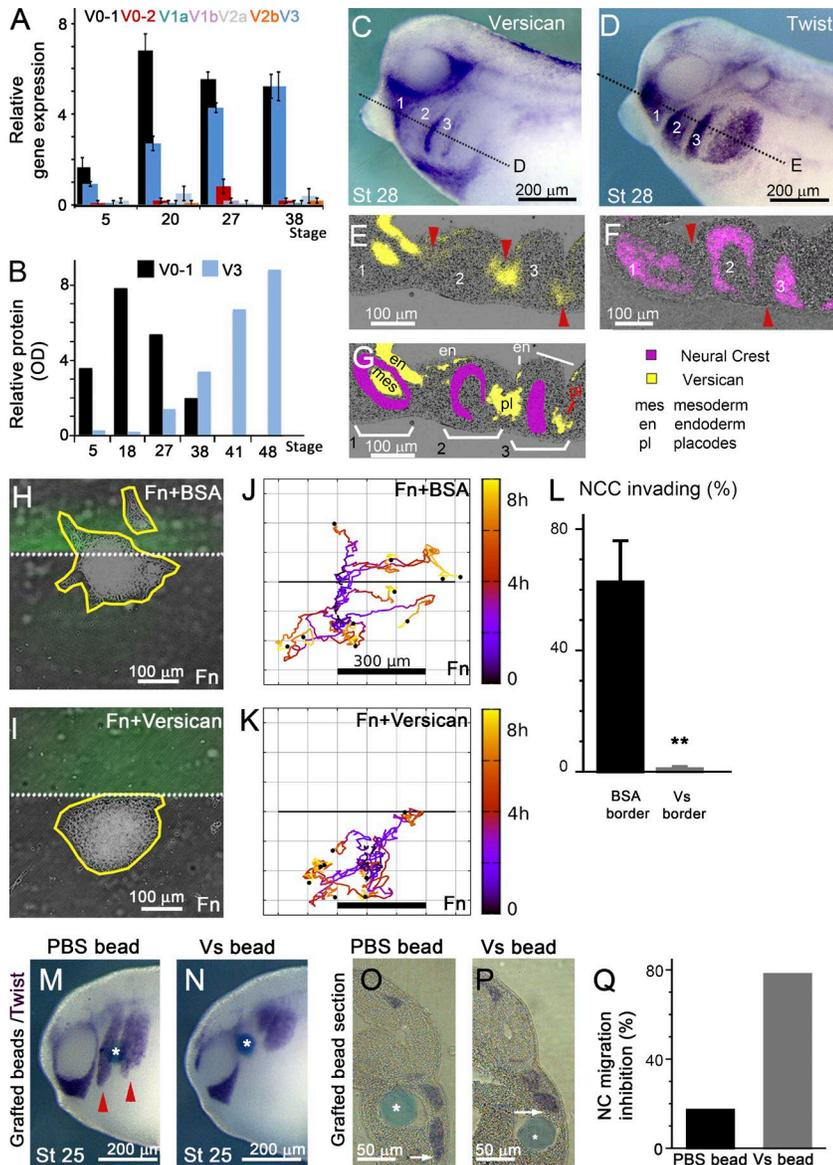 A
V0-1 V0-2 V1a V1b V2a V2b V3
Relative
gene expression
8
4
0
5 20 27 38
Stage
B
V0-1 V3
Relative protein
(OD)
8
4
0
5 18 27 38 41 48 Stage
C Versican
1 2 3
D
St 28 200 µm
D Twist
1 2 3
E
St 28 200 µm
E
1 2 3
100 µm
F
1 2 3
100 µm
G
en en en
mes pl pl
1 2 3
100 µm
Neural Crest
Versican
mes mesoderm
en endoderm
pl placodes
H Fn+BSA
100 µm Fn
I Fn+Versican
100 µm Fn
J Fn+BSA
300 µm Fn
8h
4h
0
K Fn+Versican
Fn
8h
4h
0
L NCC invading (%)
80
40
0
BSA
border
Vs
border
**
Grafted beads /Twist
PBS bead Vs bead
M *
St 25 200 µm
N *
St 25 200 µm
Grafted bead section
PBS bead Vs bead
O *
50 µm
P *
50 µm
Q
NC migration
inhibition (%)
80
40
0
PBS bead Vs bead